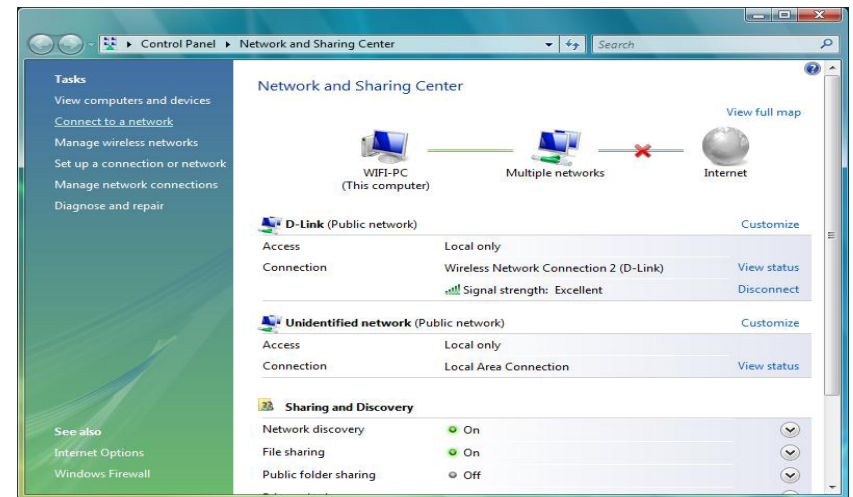 Control Panel Network and Sharing Center Search
Tasks
View computers and devices
Connect to a network
Manage wireless networks
Set up a connection or network
Manage network connections
Diagnose and repair
See also
Internet Options
Windows Firewall
Network and Sharing Center
View full map
WIFI-PC
(This computer)
Multiple networks
Internet
D-Link (Public network) Customize
Access Local only
Connection Wireless Network Connection 2 (D-Link) View status
Signal strength: Excellent Disconnect
Unidentified network (Public network) Customize
Access Local only
Connection Local Area Connection View status
Sharing and Discovery
Network discovery On
File sharing On
Public folder sharing Off